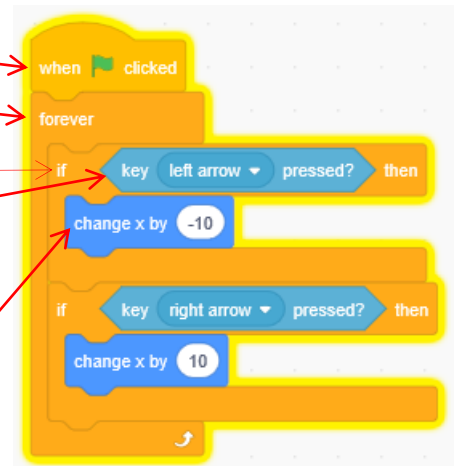 when clicked
forever
if key left arrow pressed? then
change x by -10
if key right arrow pressed? then
change x by 10